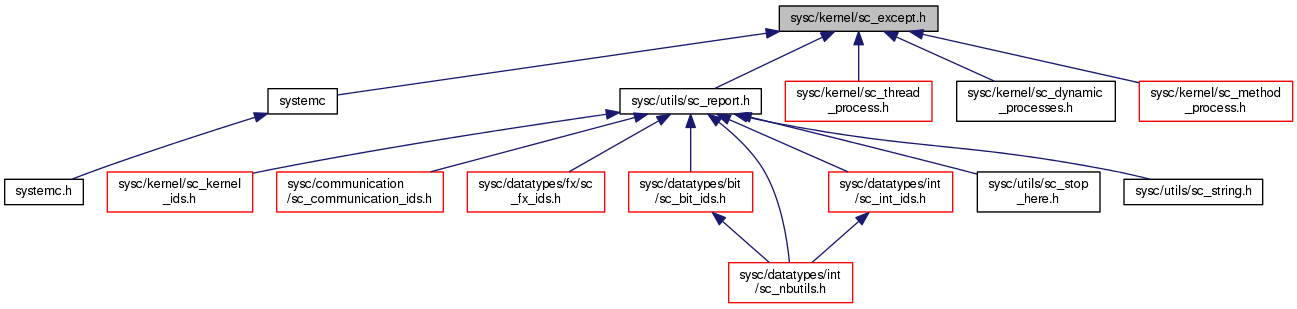 sysc/kernel/sc_except.h
systemc
sysc/utils/sc_report.h
sysc/kernel/sc_thread
_process.h
sysc/kernel/sc_dynamic
_processes.h
sysc/kernel/sc_method
_process.h
systemc.h
sysc/kernel/sc_kernel
_ids.h
sysc/communication
/sc_communication_ids.h
sysc/datatypes/fx/sc
_fx_ids.h
sysc/datatypes/bit
/sc_bit_ids.h
sysc/datatypes/int
/sc_int_ids.h
sysc/utils/sc_stop
_here.h
sysc/utils/sc_string.h
sysc/datatypes/int
/sc_nbutils.h